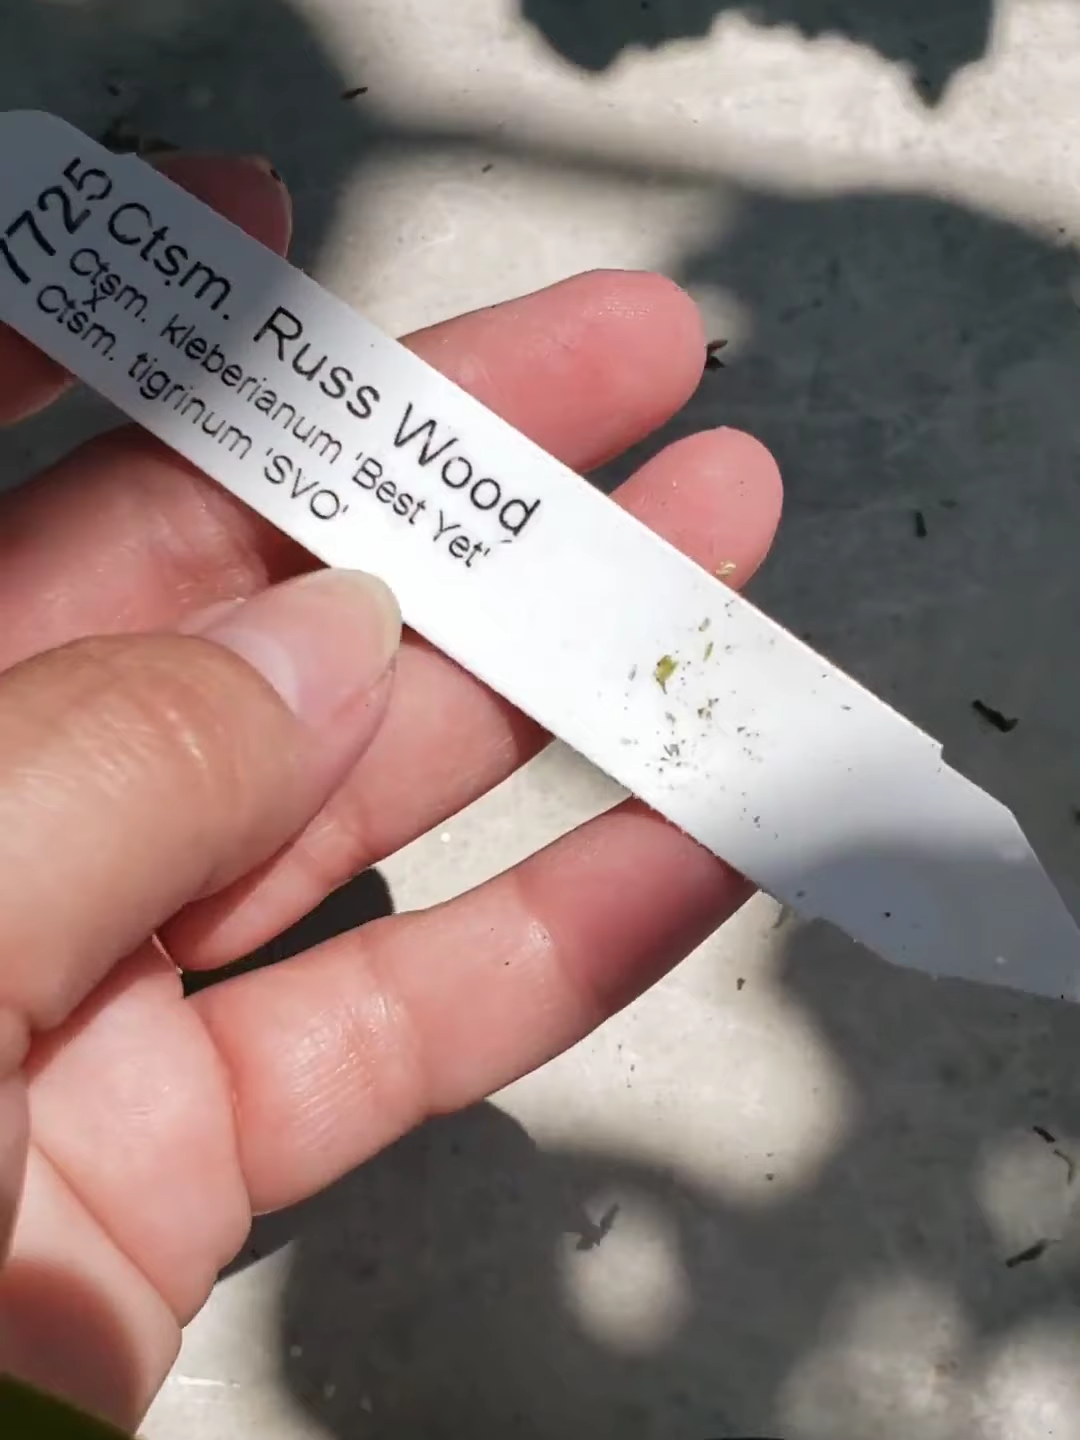 7725
Ctsm. Russ Wood
Ctsm. kleberianum 'Best Yet'
x
Ctsm. tigrinum 'SVO'